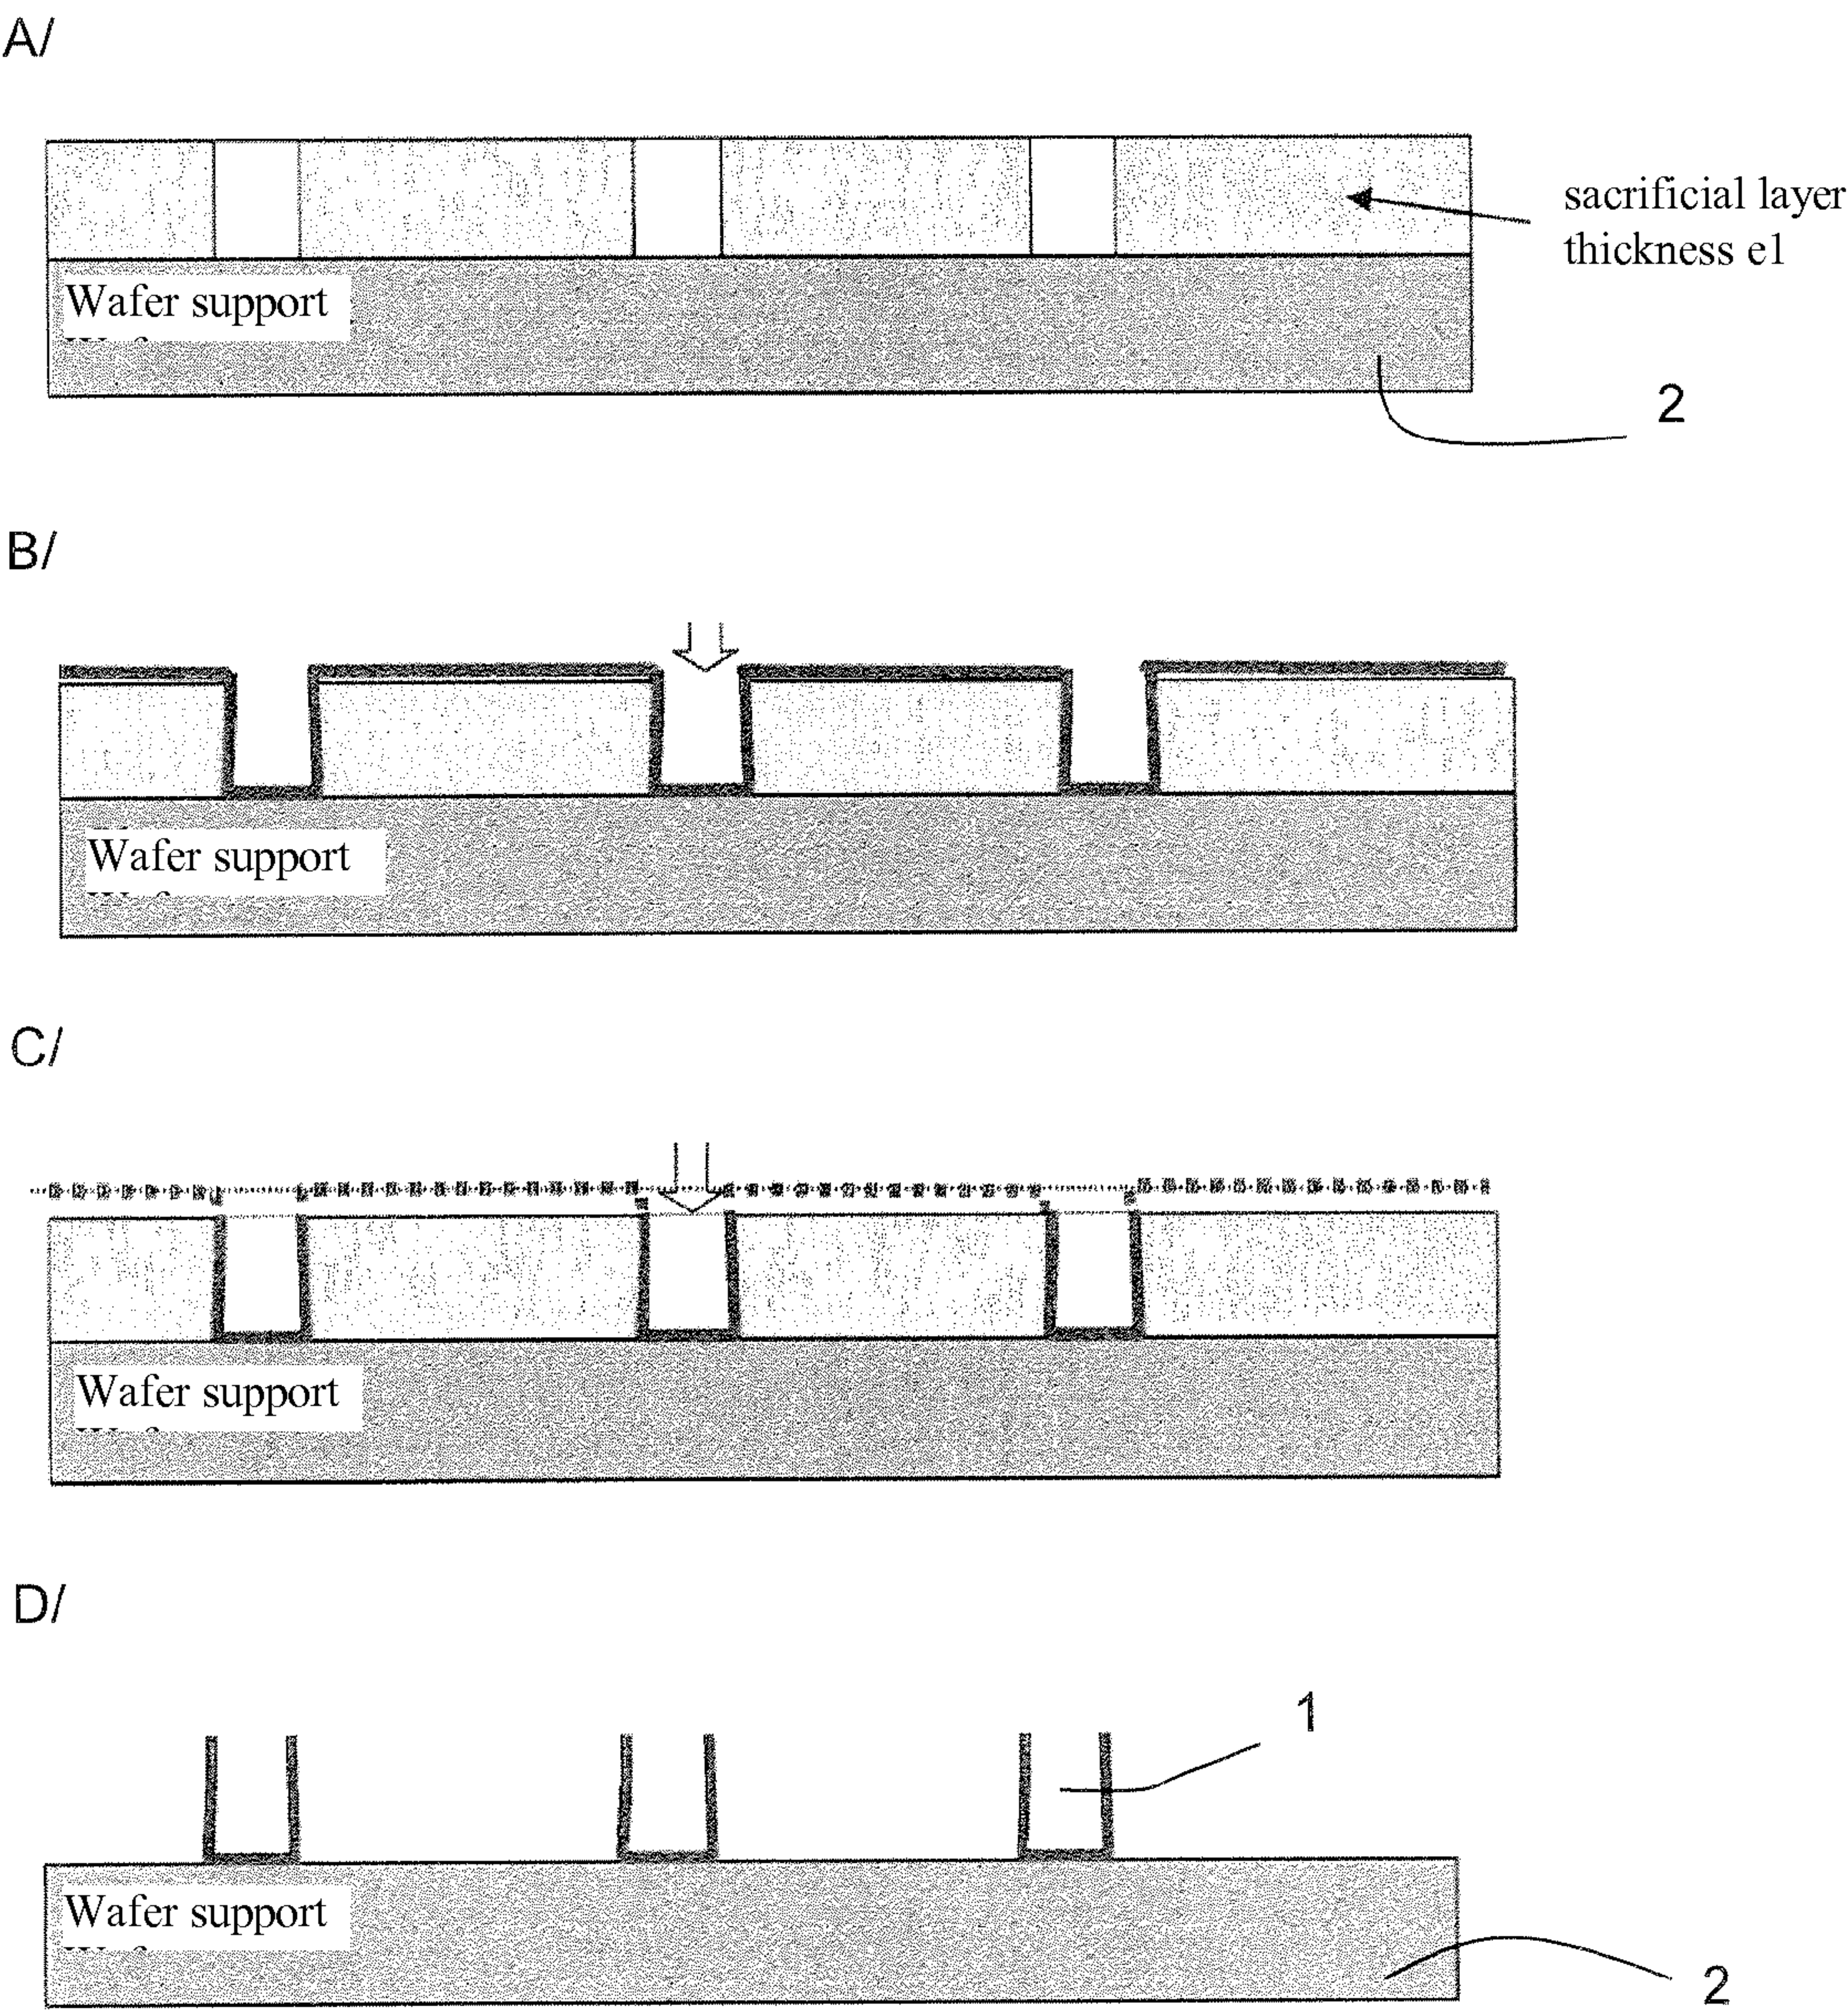 A/
sacrificial layer
thickness e1
Wafer support
2
B/
Wafer support
C/
Wafer support
D/
1
Wafer support
2